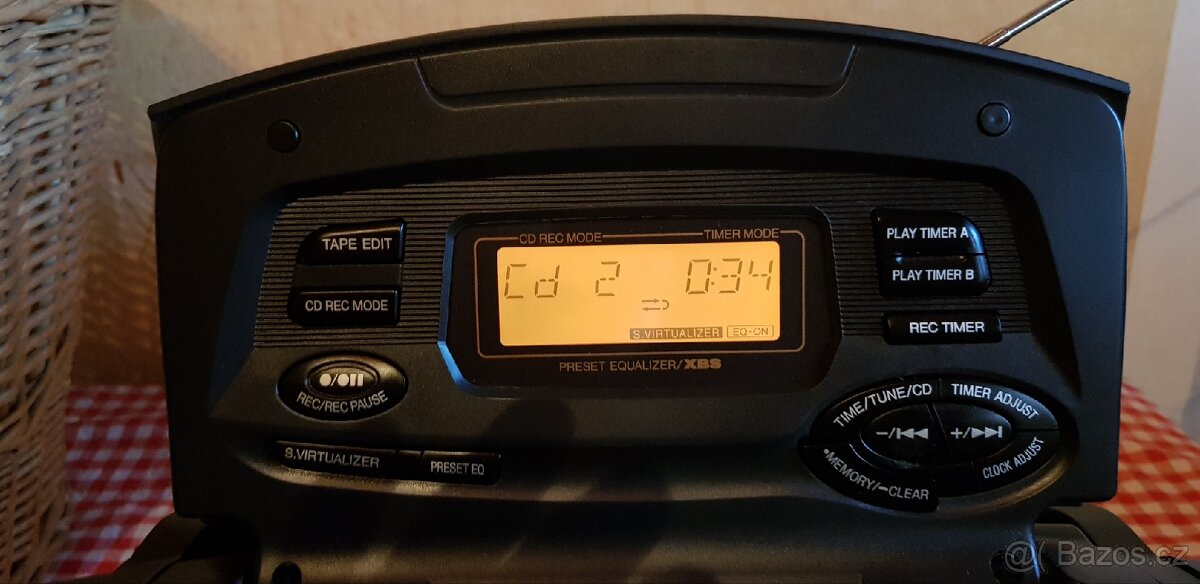 CD REC MODE TIMER MODE
TAPE EDIT
PLAY TIMER A
Cd 2 0:34
PLAY TIMER B
CD REC MODE
REC TIMER
S.VIRTUALIZER EQ-ON
PRESET EQUALIZER/XBS
REC/REC PAUSE
TIME/TUNE/CD TIMER ADJUST
−/⏮ +/⏭
S.VIRTUALIZER PRESET EQ
•MEMORY/−CLEAR CLOCK ADJUST
@ Bazos.cz